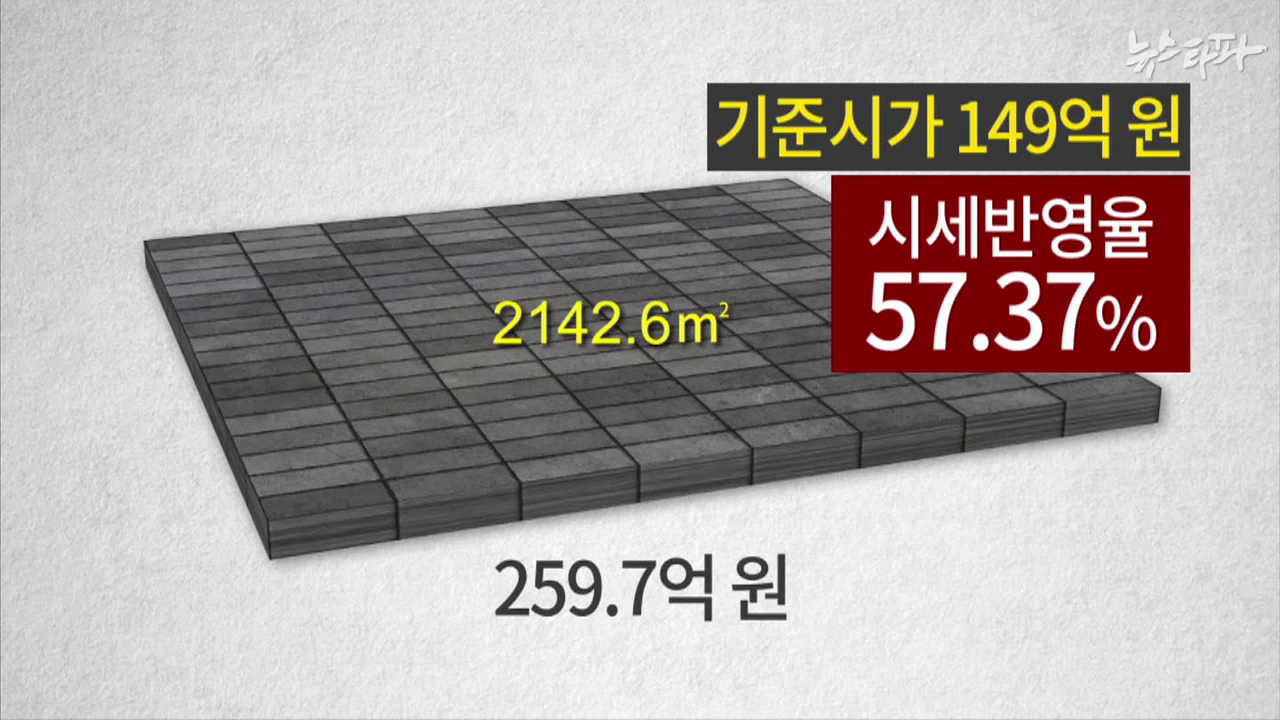 뉴스타파
기준시가 149억 원
시세반영율
57.37%
2142.6㎡
259.7억 원